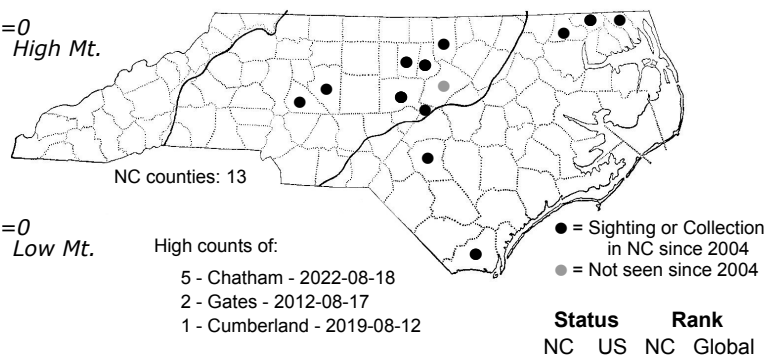 =0
High Mt.
NC counties: 13
=0
Low Mt.
High counts of:
5 - Chatham - 2022-08-18
2 - Gates - 2012-08-17
1 - Cumberland - 2019-08-12
● = Sighting or Collection
in NC since 2004
● = Not seen since 2004
Status Rank
NC US NC Global